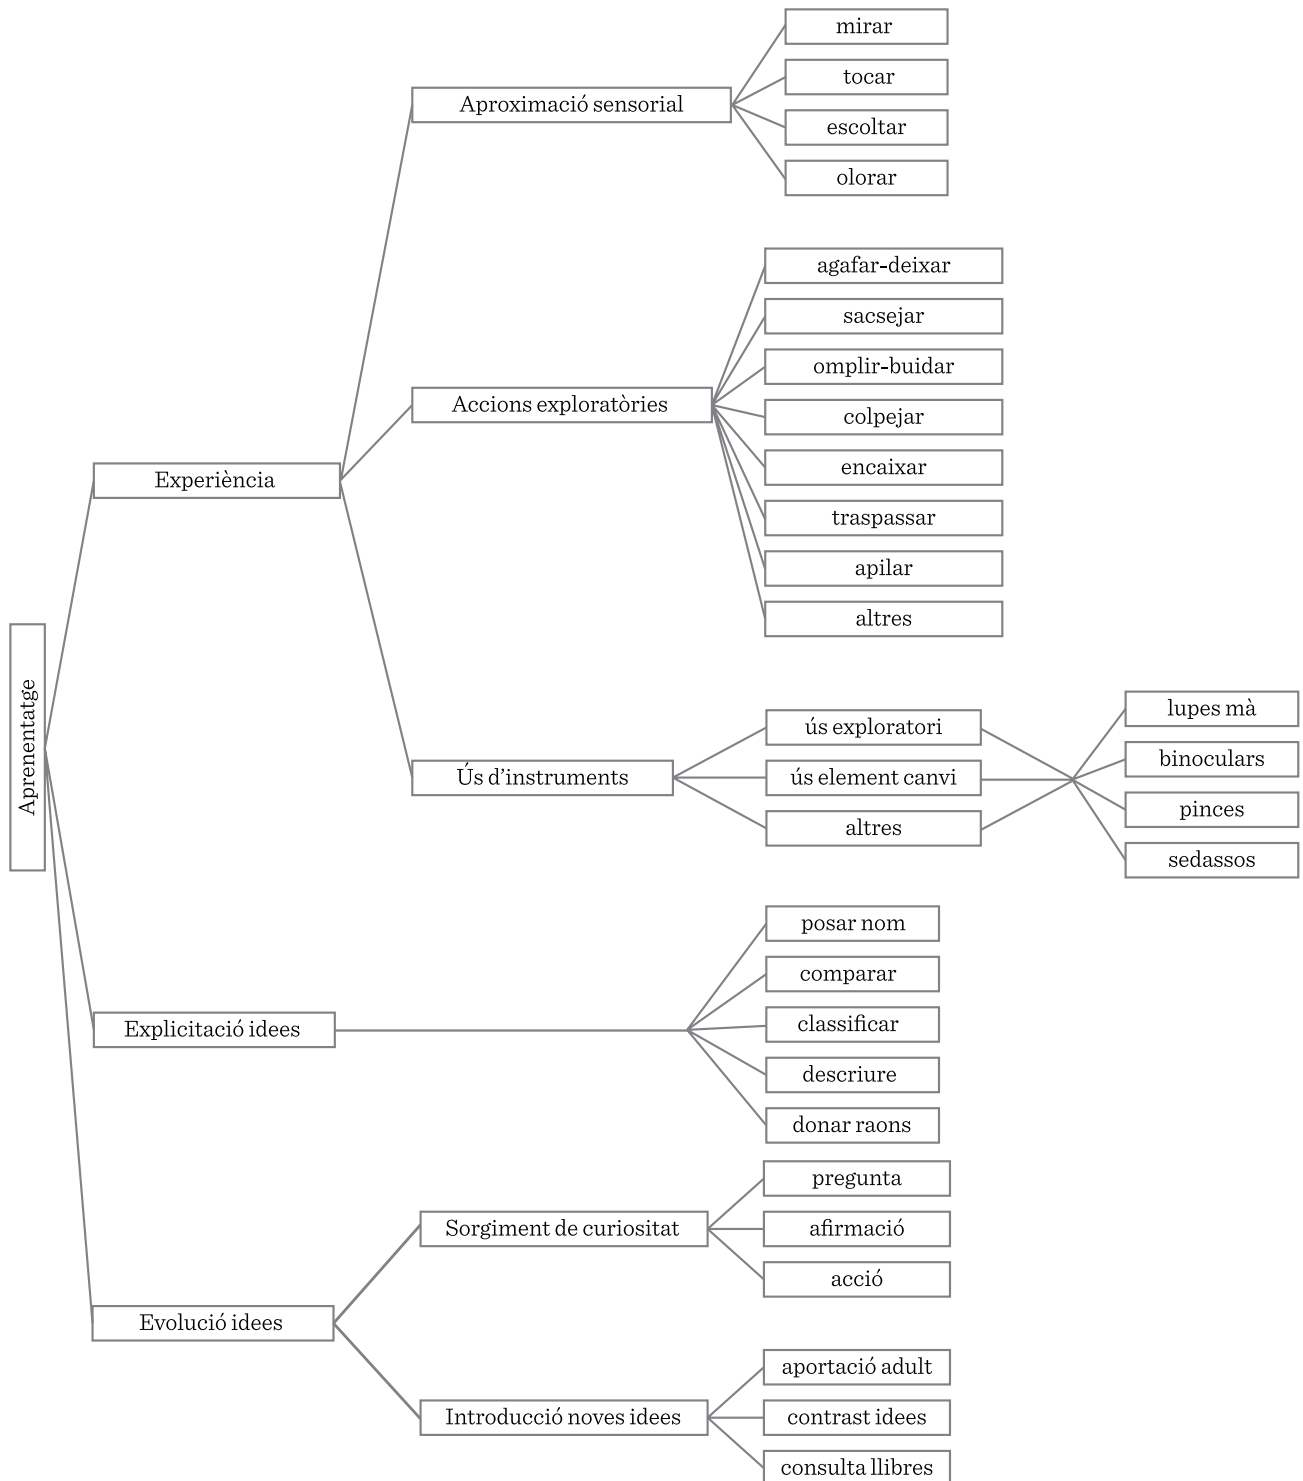 Aprenentatge
Experiència
Aproximació sensorial
mirar
tocar
escoltar
olorar
Accions exploratòries
agafar-deixar
sacsejar
omplir-buidar
colpejar
encaixar
traspassar
apilar
altres
Ús d’instruments
ús exploratori
ús element canvi
altres
lupes mà
binoculars
pinces
sedassos
Explicitació idees
posar nom
comparar
classificar
descriure
donar raons
Evolució idees
Sorgiment de curiositat
pregunta
afirmació
acció
Introducció noves idees
aportació adult
contrast idees
consulta llibres